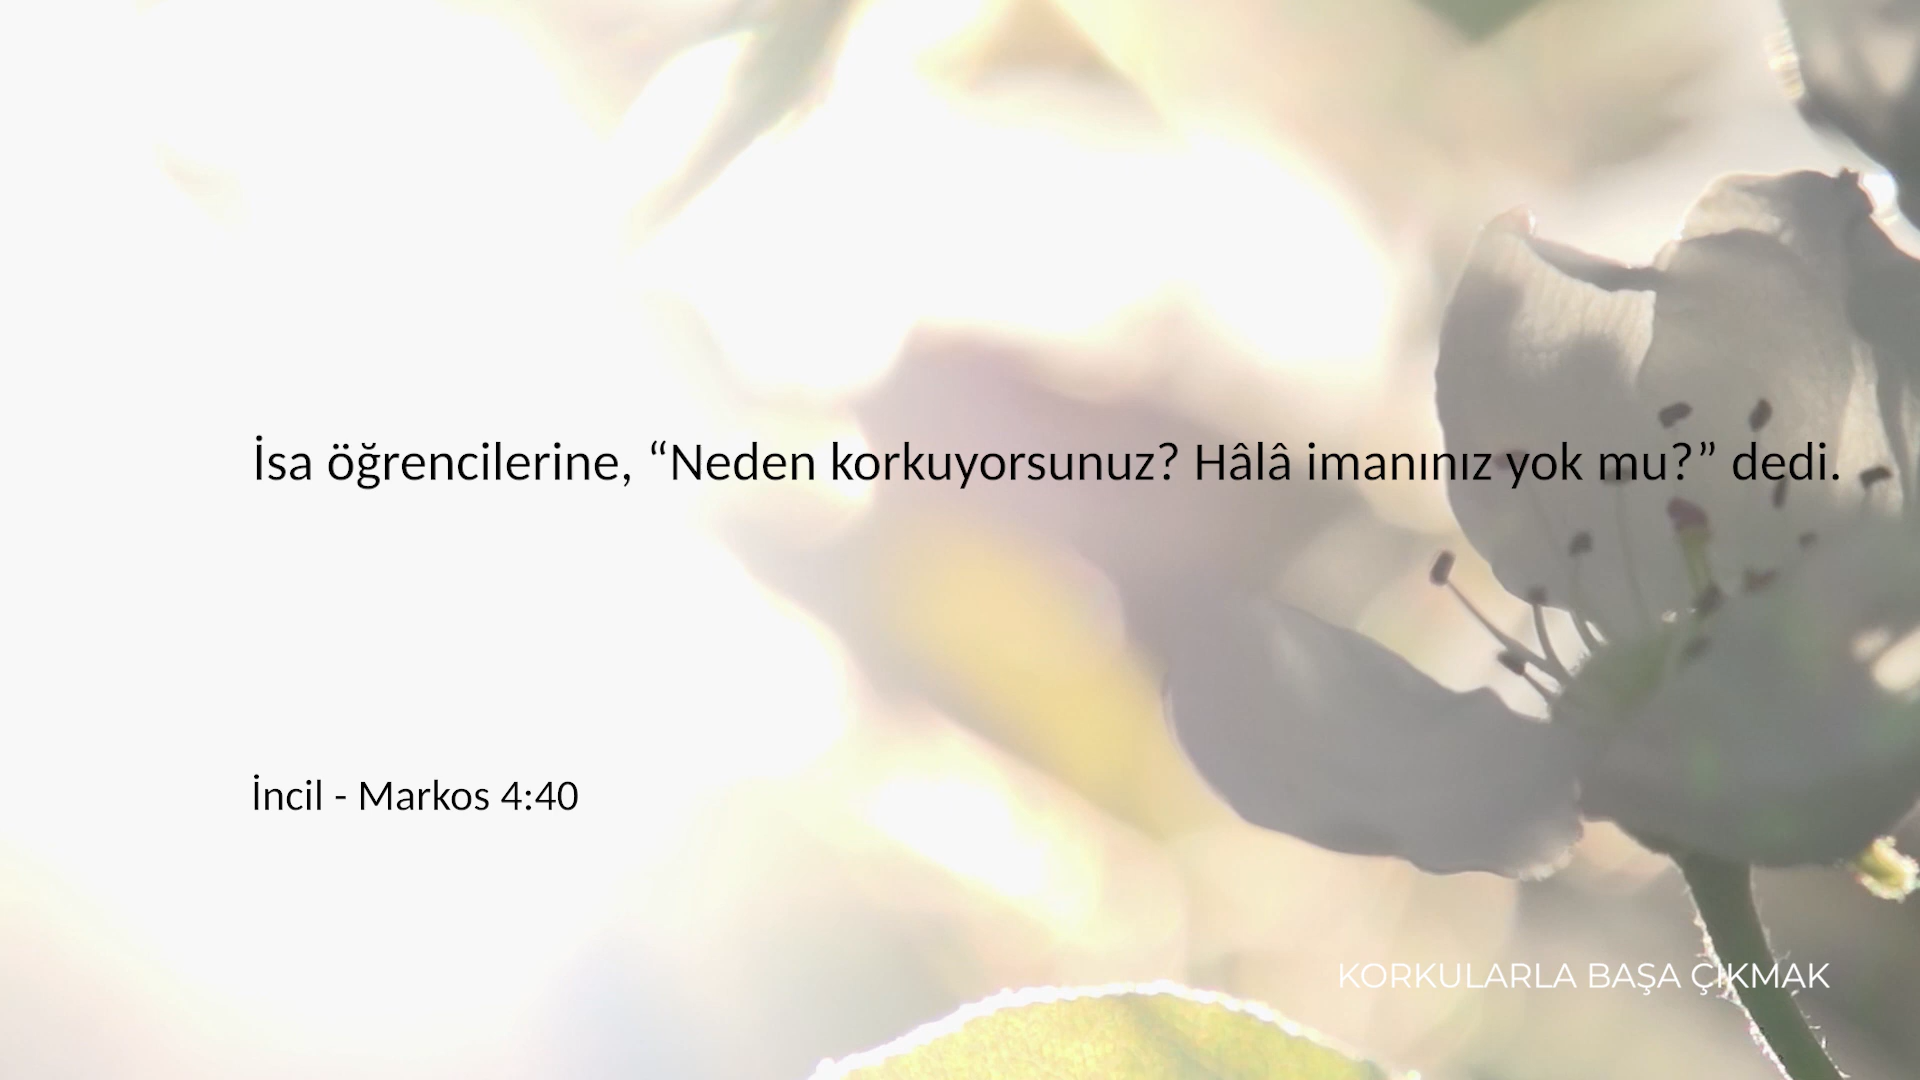 İsa öğrencilerine, “Neden korkuyorsunuz? Hâlâ imanınız yok mu?” dedi.
İncil - Markos 4:40
KORKULARLA BAŞA ÇIKMAK